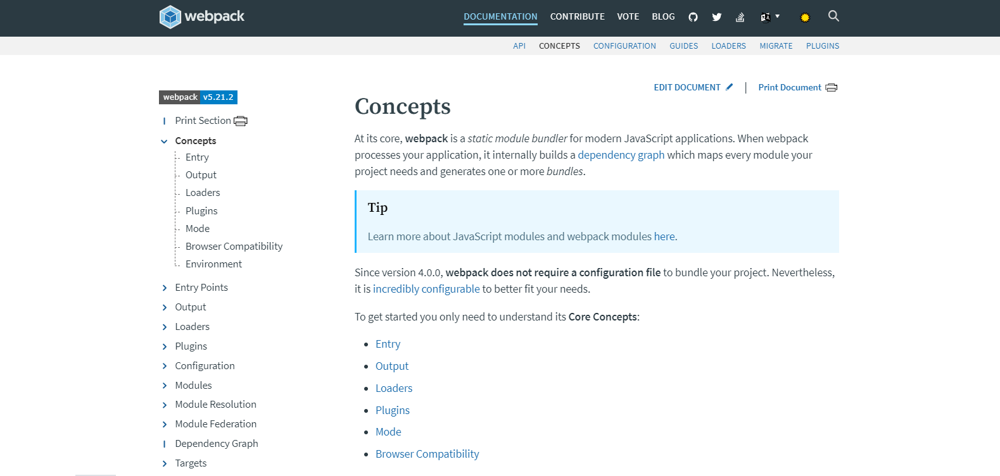 webpack
DOCUMENTATION CONTRIBUTE VOTE BLOG
API CONCEPTS CONFIGURATION GUIDES LOADERS MIGRATE PLUGINS
webpack v5.21.2
Print Section
Concepts
Entry
Output
Loaders
Plugins
Mode
Browser Compatibility
Environment
Entry Points
Output
Loaders
Plugins
Configuration
Modules
Module Resolution
Module Federation
Dependency Graph
Targets
EDIT DOCUMENT | Print Document
Concepts
At its core, webpack is a static module bundler for modern JavaScript applications. When webpack
processes your application, it internally builds a dependency graph which maps every module your
project needs and generates one or more bundles.
Tip
Learn more about JavaScript modules and webpack modules here.
Since version 4.0.0, webpack does not require a configuration file to bundle your project. Nevertheless,
it is incredibly configurable to better fit your needs.
To get started you only need to understand its Core Concepts:
• Entry
• Output
• Loaders
• Plugins
• Mode
• Browser Compatibility